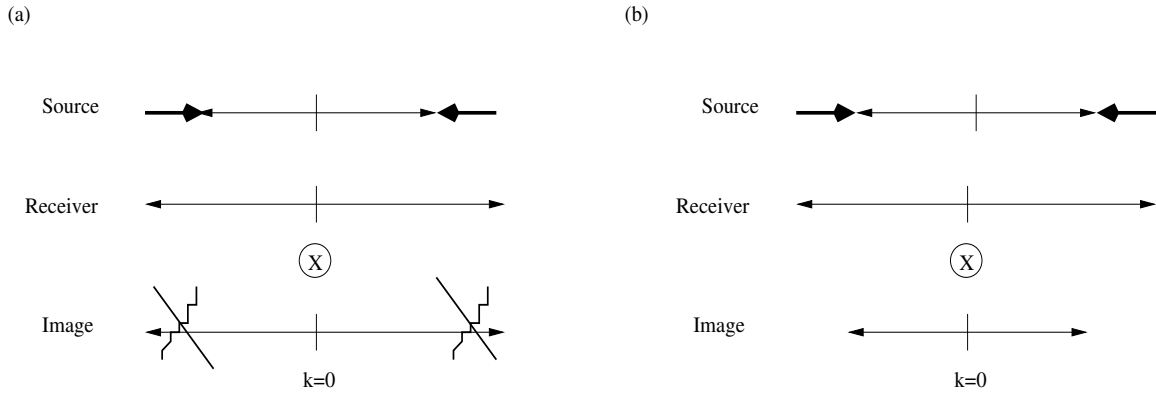 (a)
Source
Receiver
X
Image
k=0
(b)
Source
Receiver
X
Image
k=0